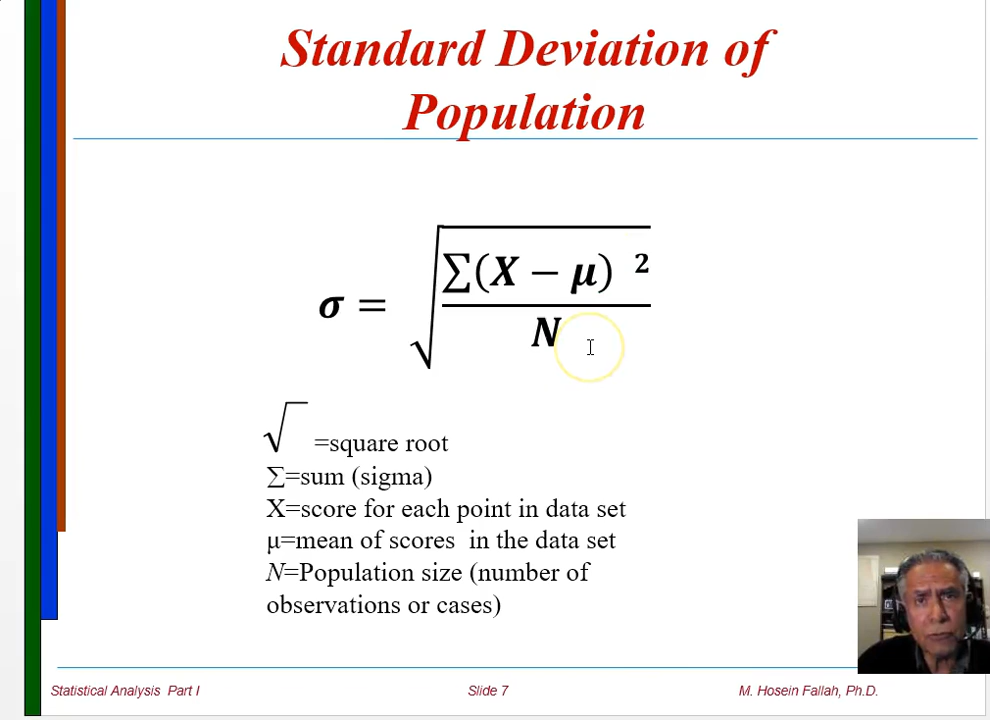 Standard Deviation of
Population
σ = √(∑(X − μ)²/N)
√ =square root
∑=sum (sigma)
X=score for each point in data set
μ=mean of scores in the data set
N=Population size (number of
observations or cases)
Statistical Analysis Part I
Slide 7
M. Hosein Fallah, Ph.D.